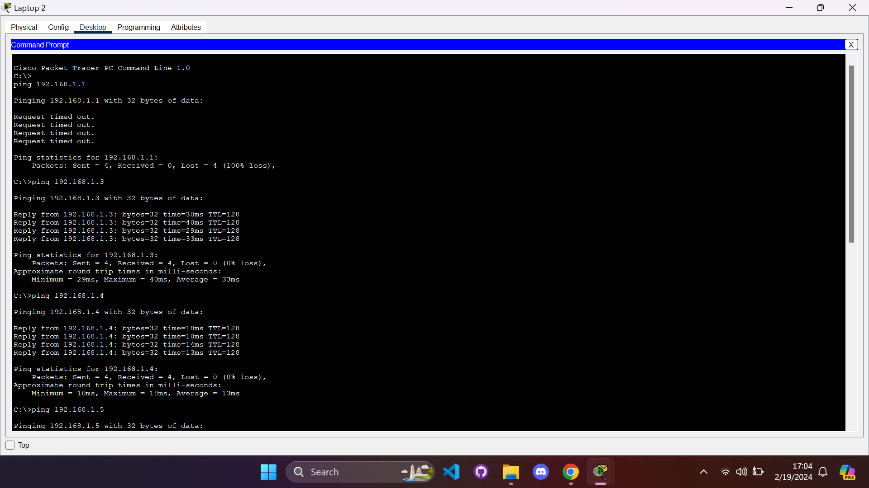 Laptop 2
Physical Config Desktop Programming Attributes
Command Prompt X
Cisco Packet Tracer PC Command Line 1.0
C:\>
ping 192.168.1.1
Pinging 192.168.1.1 with 32 bytes of data:
Request timed out.
Request timed out.
Request timed out.
Request timed out.
Ping statistics for 192.168.1.1:
Packets: Sent = 4, Received = 0, Lost = 4 (100% loss),
C:\>ping 192.168.1.3
Pinging 192.168.1.3 with 32 bytes of data:
Reply from 192.168.1.3: bytes=32 time=30ms TTL=128
Reply from 192.168.1.3: bytes=32 time=40ms TTL=128
Reply from 192.168.1.3: bytes=32 time=29ms TTL=128
Reply from 192.168.1.3: bytes=32 time=33ms TTL=128
Ping statistics for 192.168.1.3:
Packets: Sent = 4, Received = 4, Lost = 0 (0% loss),
Approximate round trip times in milli-seconds:
Minimum = 29ms, Maximum = 40ms, Average = 33ms
C:\>ping 192.168.1.4
Pinging 192.168.1.4 with 32 bytes of data:
Reply from 192.168.1.4: bytes=32 time=18ms TTL=128
Reply from 192.168.1.4: bytes=32 time=10ms TTL=128
Reply from 192.168.1.4: bytes=32 time=14ms TTL=128
Reply from 192.168.1.4: bytes=32 time=13ms TTL=128
Ping statistics for 192.168.1.4:
Packets: Sent = 4, Received = 4, Lost = 0 (0% loss),
Approximate round trip times in milli-seconds:
Minimum = 10ms, Maximum = 18ms, Average = 13ms
C:\>ping 192.168.1.5
Pinging 192.168.1.5 with 32 bytes of data:
Top
Search
17:04
2/19/2024
PRE